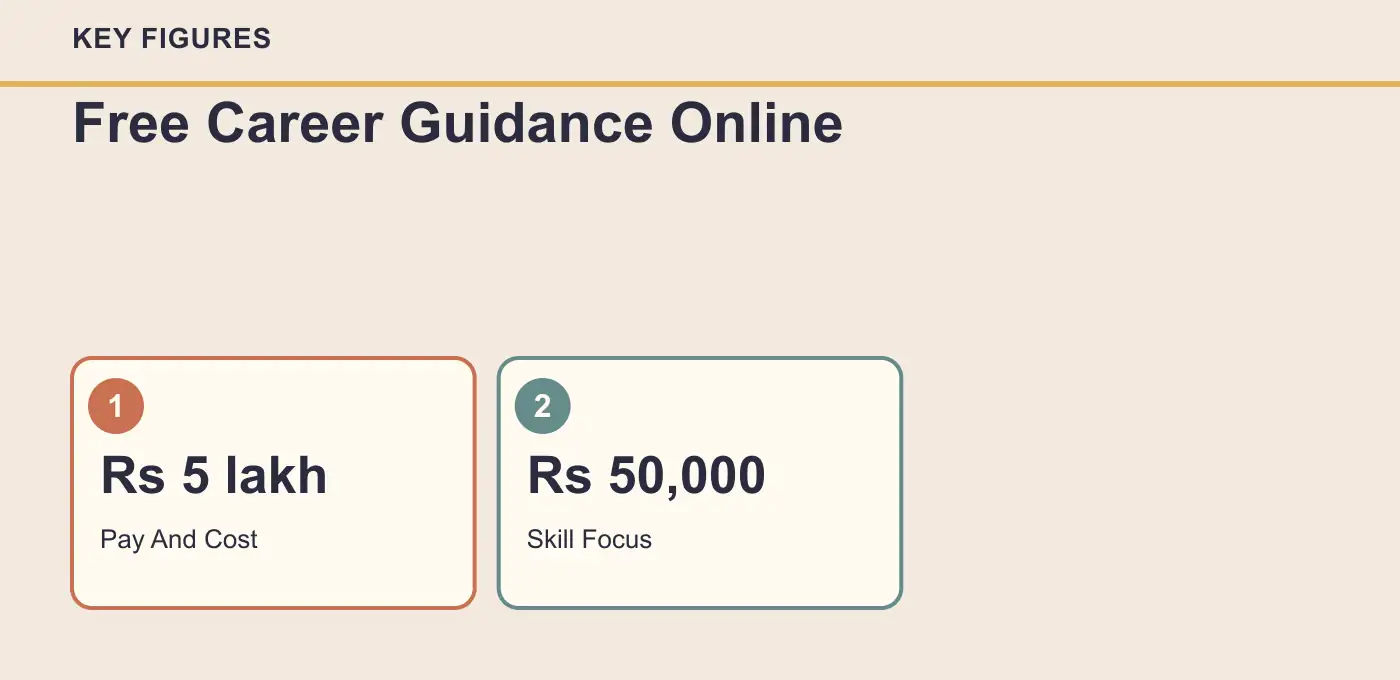 KEY FIGURES
Free Career Guidance Online
1
Rs 5 lakh
Pay And Cost
2
Rs 50,000
Skill Focus